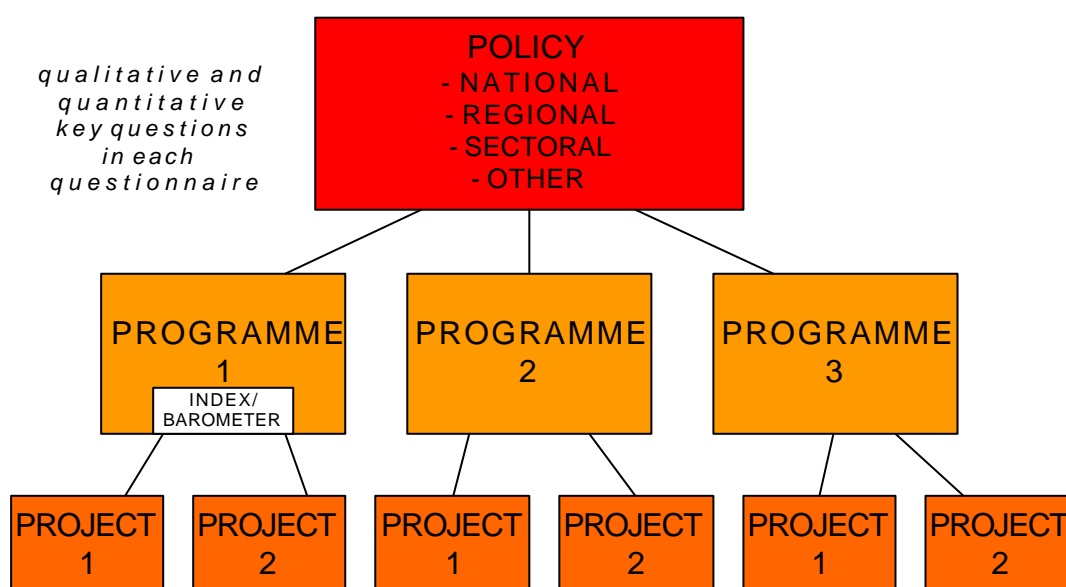 qualitative and
quantitative
key questions
in each
questionnaire
POLICY
- NATIONAL
- REGIONAL
- SECTORAL
- OTHER
PROGRAMME
1
INDEX/
BAROMETER
PROGRAMME
2
PROGRAMME
3
PROJECT
1
PROJECT
2
PROJECT
1
PROJECT
2
PROJECT
1
PROJECT
2